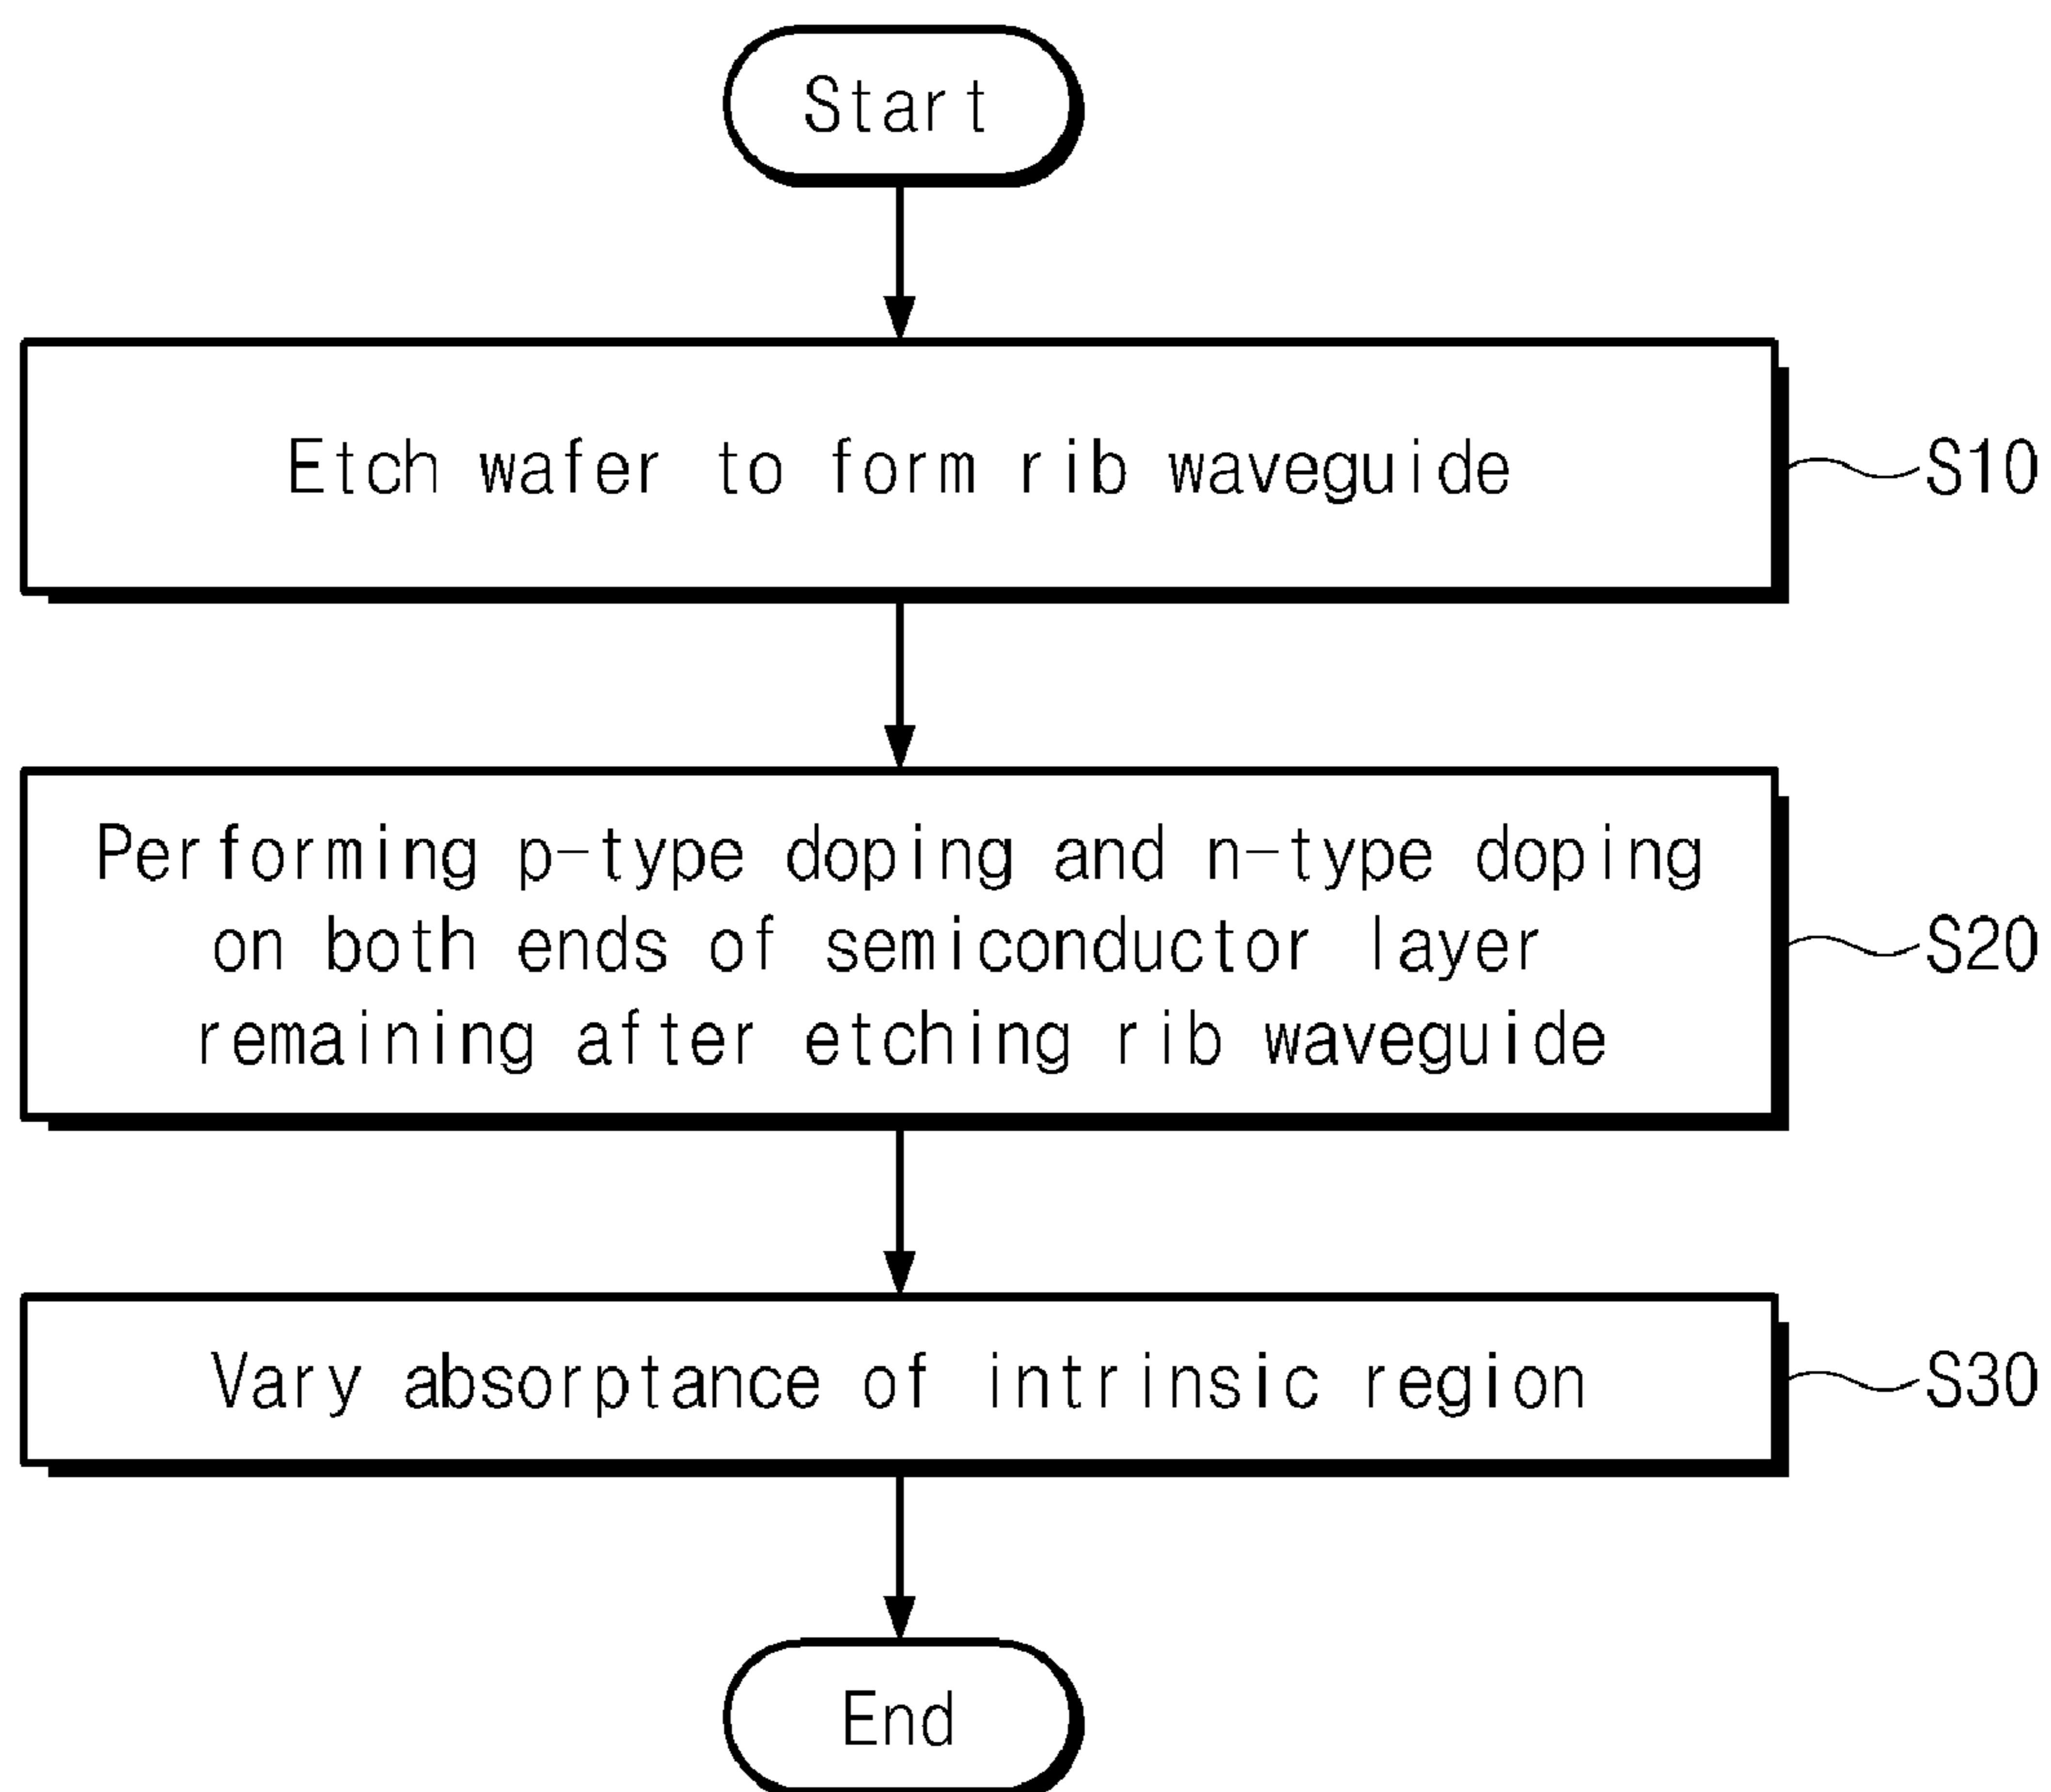 Start
Etch wafer to form rib waveguide
S10
Performing p-type doping and n-type doping
on both ends of semiconductor layer
remaining after etching rib waveguide
S20
Vary absorptance of intrinsic region
S30
End